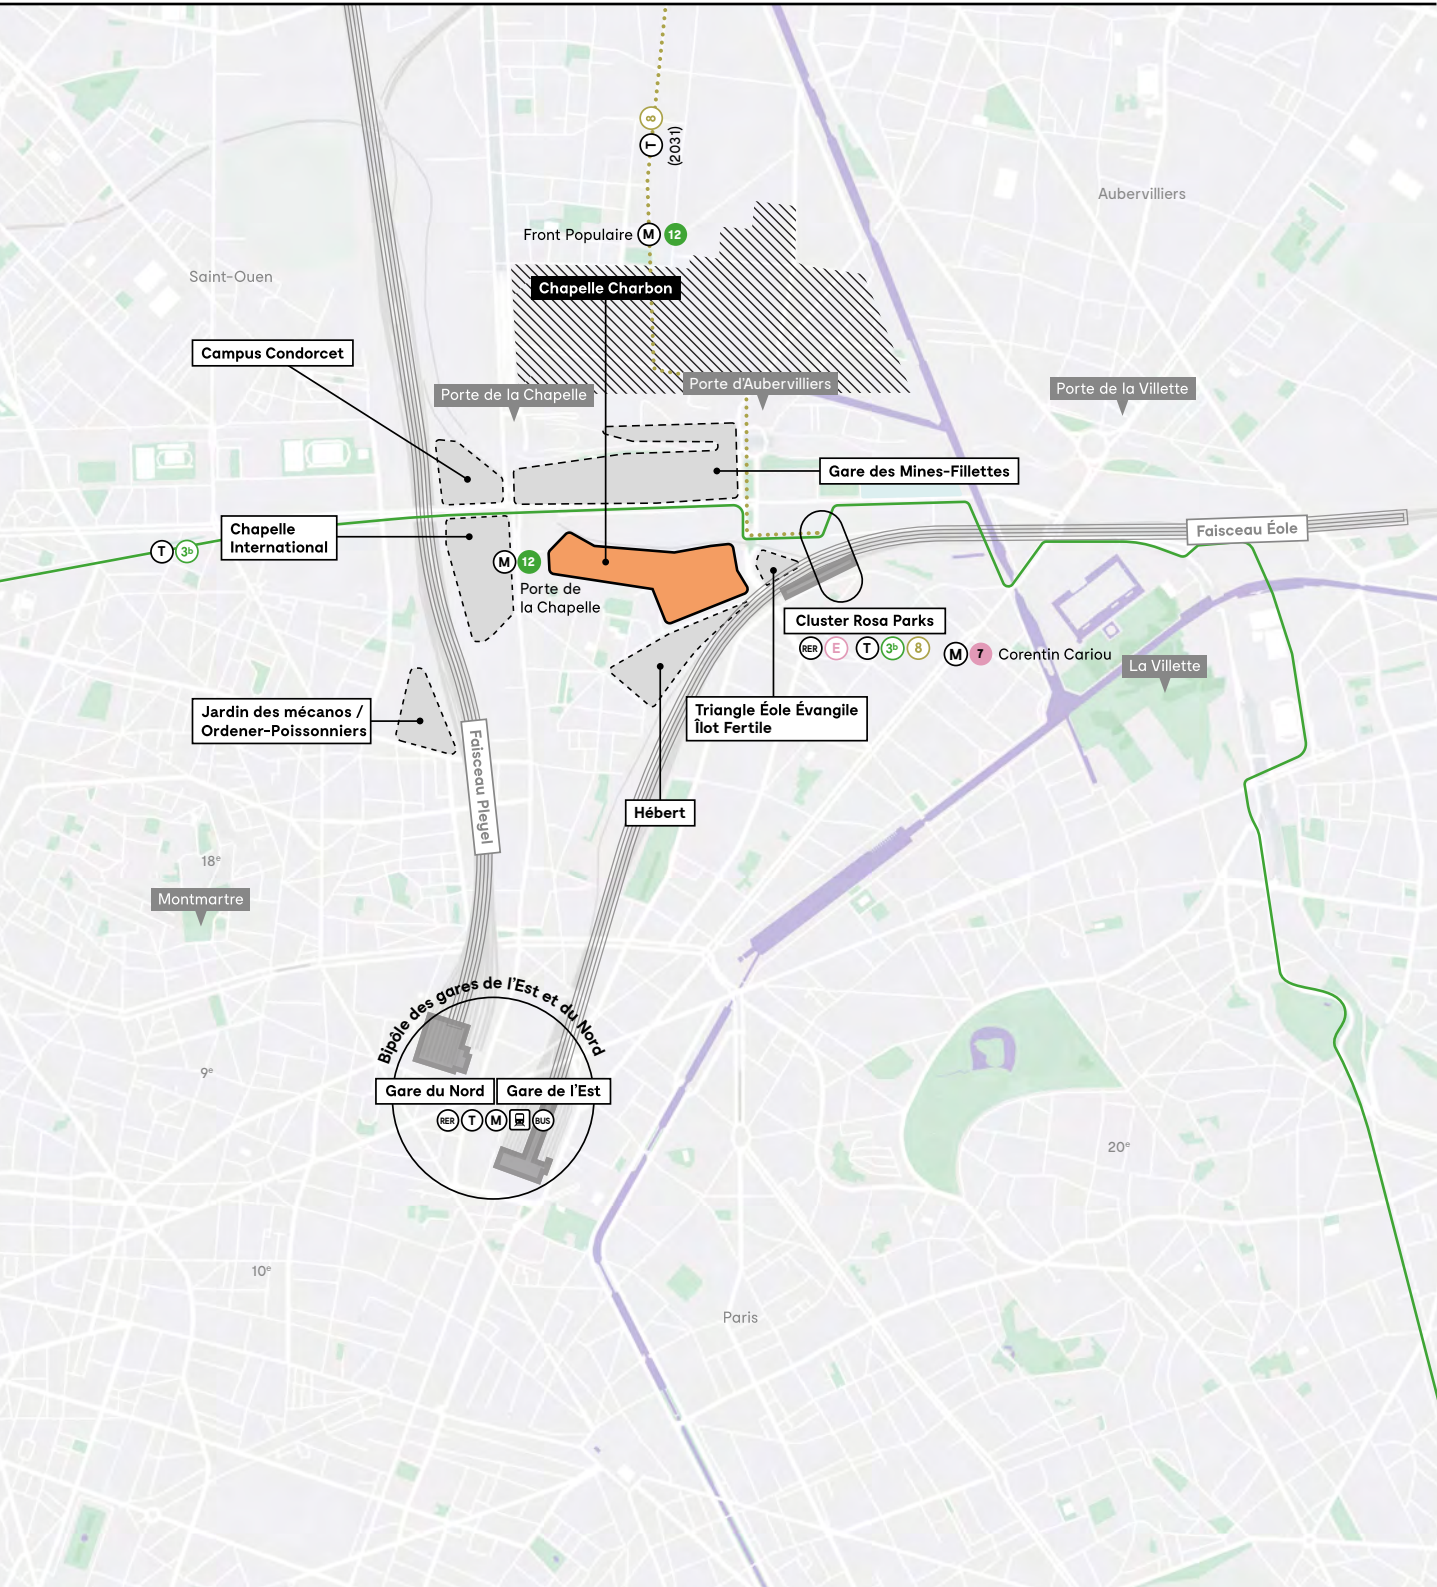 8
T
(2031)
Aubervilliers
Front Populaire M 12
Saint-Ouen
Chapelle Charbon
Campus Condorcet
Porte de la Chapelle
Porte d'Aubervilliers
Porte de la Villette
Gare des Mines-Fillettes
Chapelle
International
T 3b
M 12
Porte de
la Chapelle
Faisceau Éole
Cluster Rosa Parks
RER E T 3b 8
M 7 Corentin Cariou
La Villette
Jardin des mécanos /
Ordener-Poissonniers
Triangle Éole Évangile
Îlot Fertile
Faisceau Pleyel
Hébert
18e
Montmartre
Bipôle des gares de l'Est et du Nord
9e
Gare du Nord
Gare de l'Est
RER T M BUS
20e
10e
Paris